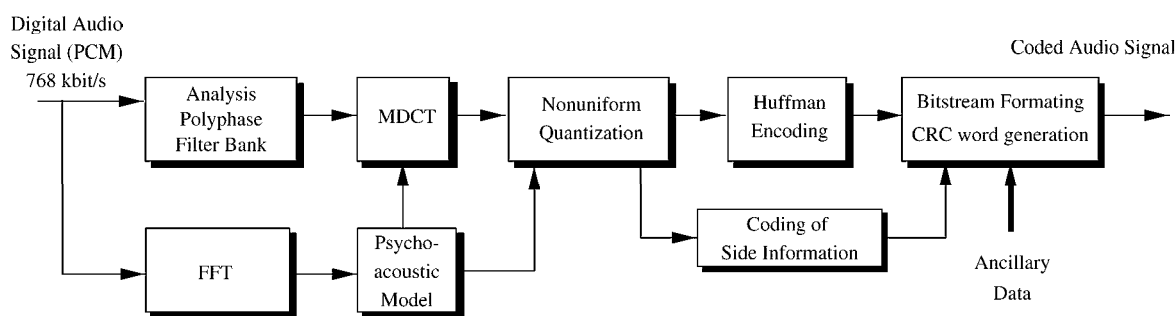 Digital Audio
Signal (PCM)
768 kbit/s
Analysis
Polyphase
Filter Bank
MDCT
Nonuniform
Quantization
Huffman
Encoding
Coded Audio Signal
Bitstream Formating
CRC word generation
FFT
Psycho-
acoustic
Model
Coding of
Side Information
Ancillary
Data